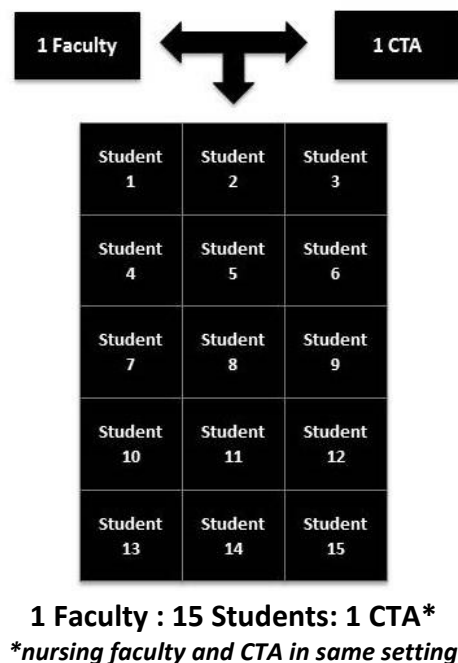 1 Faculty
1 CTA
Student
1
Student
2
Student
3
Student
4
Student
5
Student
6
Student
7
Student
8
Student
9
Student
10
Student
11
Student
12
Student
13
Student
14
Student
15
1 Faculty : 15 Students: 1 CTA*
*nursing faculty and CTA in same setting